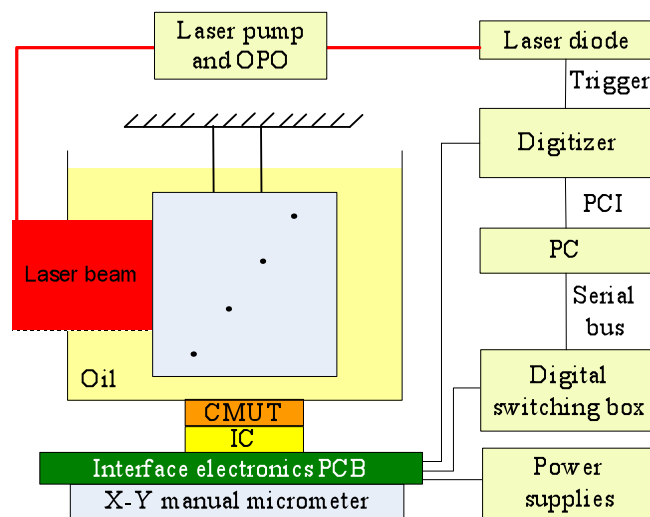 Laser pump
and OPO
Laser diode
Trigger
Digitizer
PCI
PC
Serial
bus
Digital
switching box
Power
supplies
Laser beam
Oil
CMUT
IC
Interface electronics PCB
X-Y manual micrometer